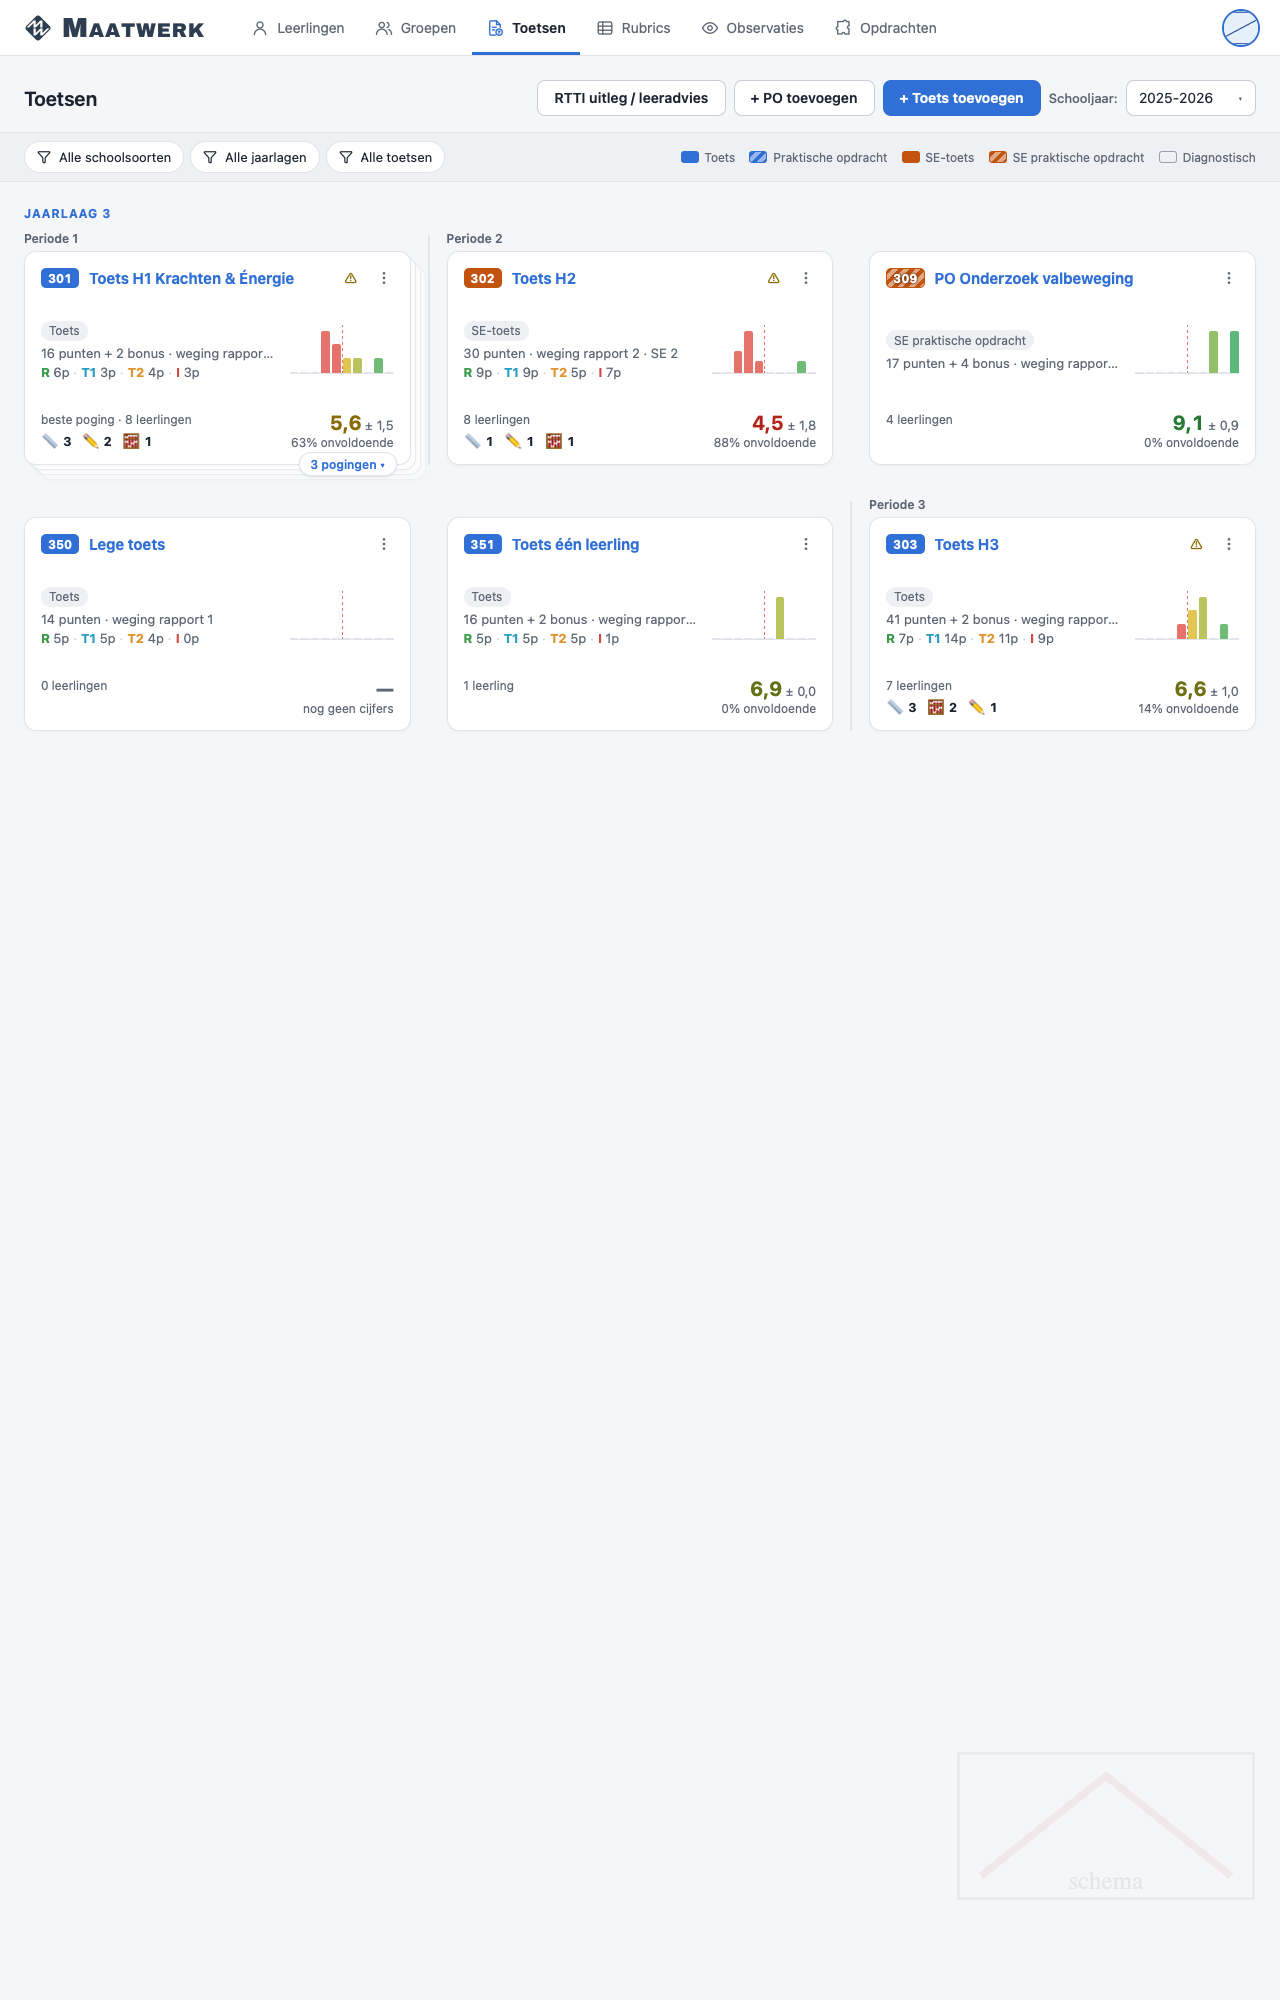 MAATWERK
Leerlingen
Groepen
Toetsen
Rubrics
Observaties
Opdrachten
Toetsen
RTTI uitleg / leeradvies
+ PO toevoegen
+ Toets toevoegen
Schooljaar:
2025-2026
Alle schoolsoorten
Alle jaarlagen
Alle toetsen
Toets
Praktische opdracht
SE-toets
SE praktische opdracht
Diagnostisch
JAARLAAG 3
Periode 1
301 Toets H1 Krachten & Énergie
Toets
16 punten + 2 bonus · weging rappor…
R 6p · T1 3p · T2 4p · I 3p
beste poging · 8 leerlingen
3 2 1
5,6 ± 1,5
63% onvoldoende
3 pogingen
Periode 2
302 Toets H2
SE-toets
30 punten · weging rapport 2 · SE 2
R 9p · T1 9p · T2 5p · I 7p
8 leerlingen
1 1 1
4,5 ± 1,8
88% onvoldoende
309 PO Onderzoek valbeweging
SE praktische opdracht
17 punten + 4 bonus · weging rappor…
4 leerlingen
9,1 ± 0,9
0% onvoldoende
350 Lege toets
Toets
14 punten · weging rapport 1
R 5p · T1 5p · T2 4p · I 0p
0 leerlingen
—
nog geen cijfers
351 Toets één leerling
Toets
16 punten + 2 bonus · weging rappor…
R 5p · T1 5p · T2 5p · I 1p
1 leerling
6,9 ± 0,0
0% onvoldoende
Periode 3
303 Toets H3
Toets
41 punten + 2 bonus · weging rappor…
R 7p · T1 14p · T2 11p · I 9p
7 leerlingen
3 2 1
6,6 ± 1,0
14% onvoldoende
schema